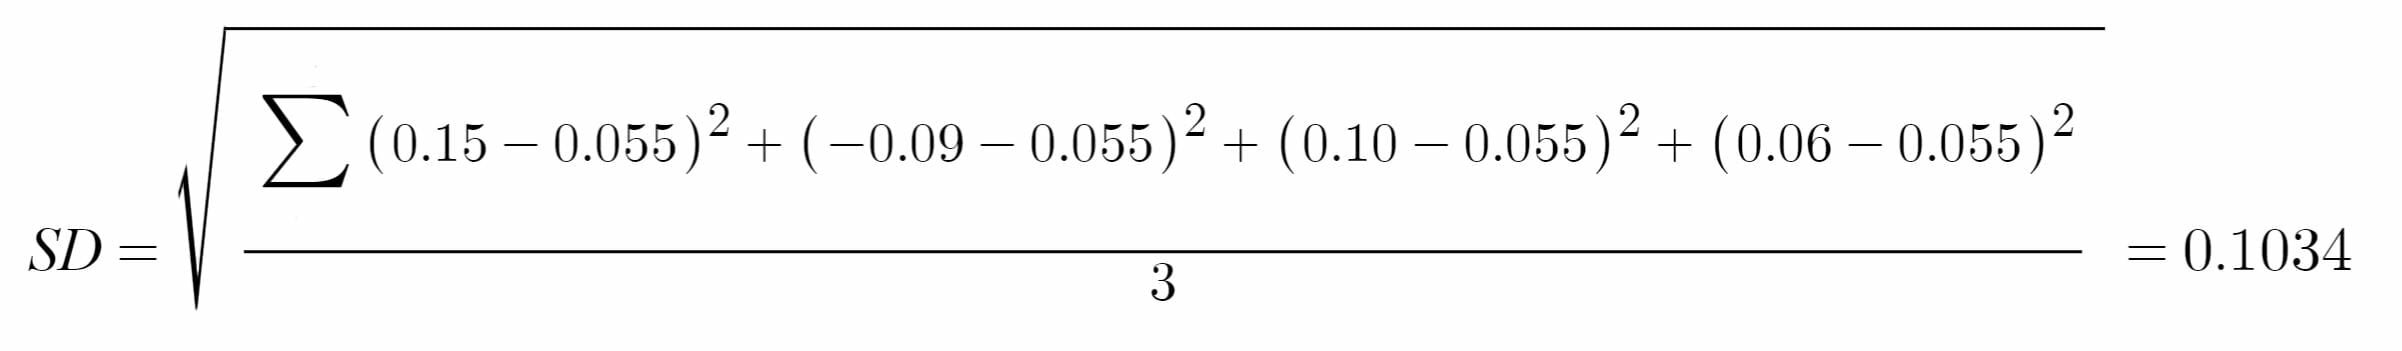 SD = √(∑ (0.15 − 0.055)² + (−0.09 − 0.055)² + (0.10 − 0.055)² + (0.06 − 0.055)² / 3) = 0.1034